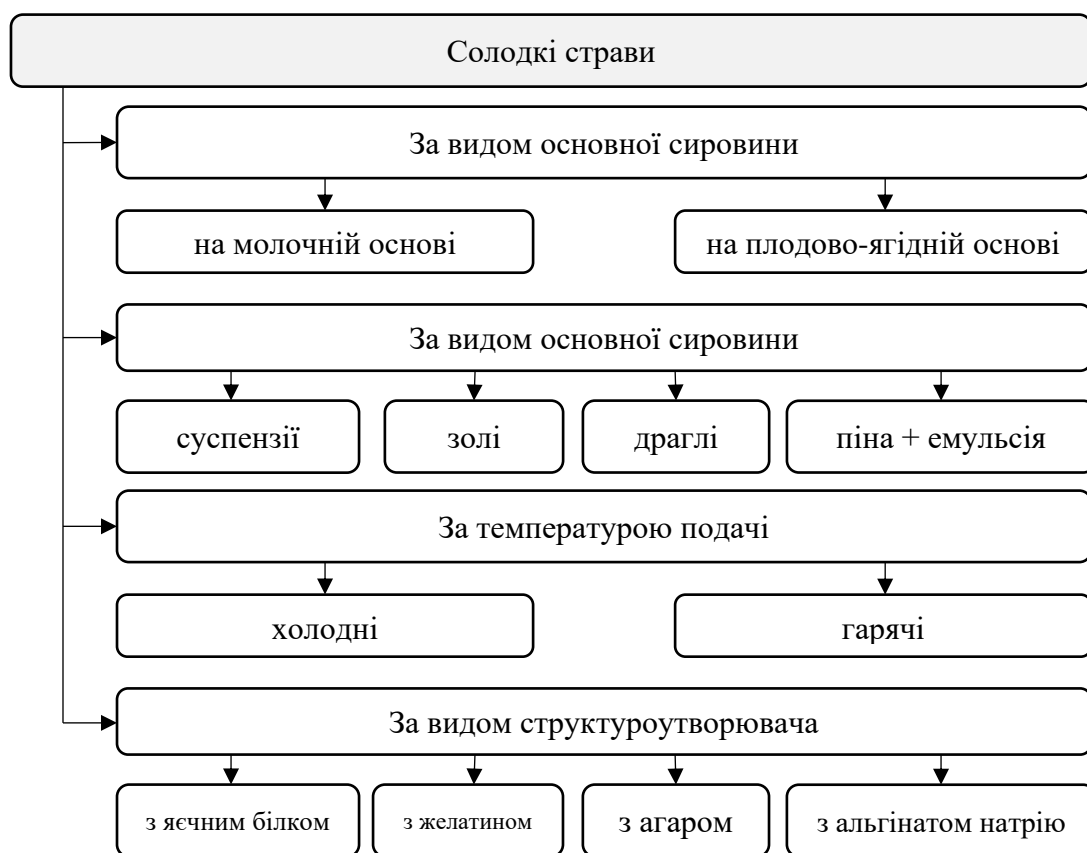 Солодкі страви
За видом основної сировини
на молочній основі
на плодово-ягідній основі
За видом основної сировини
суспензії
золі
драглі
піна + емульсія
За температурою подачі
холодні
гарячі
За видом структуроутворювача
з яєчним білком
з желатином
з агаром
з альгінатом натрію